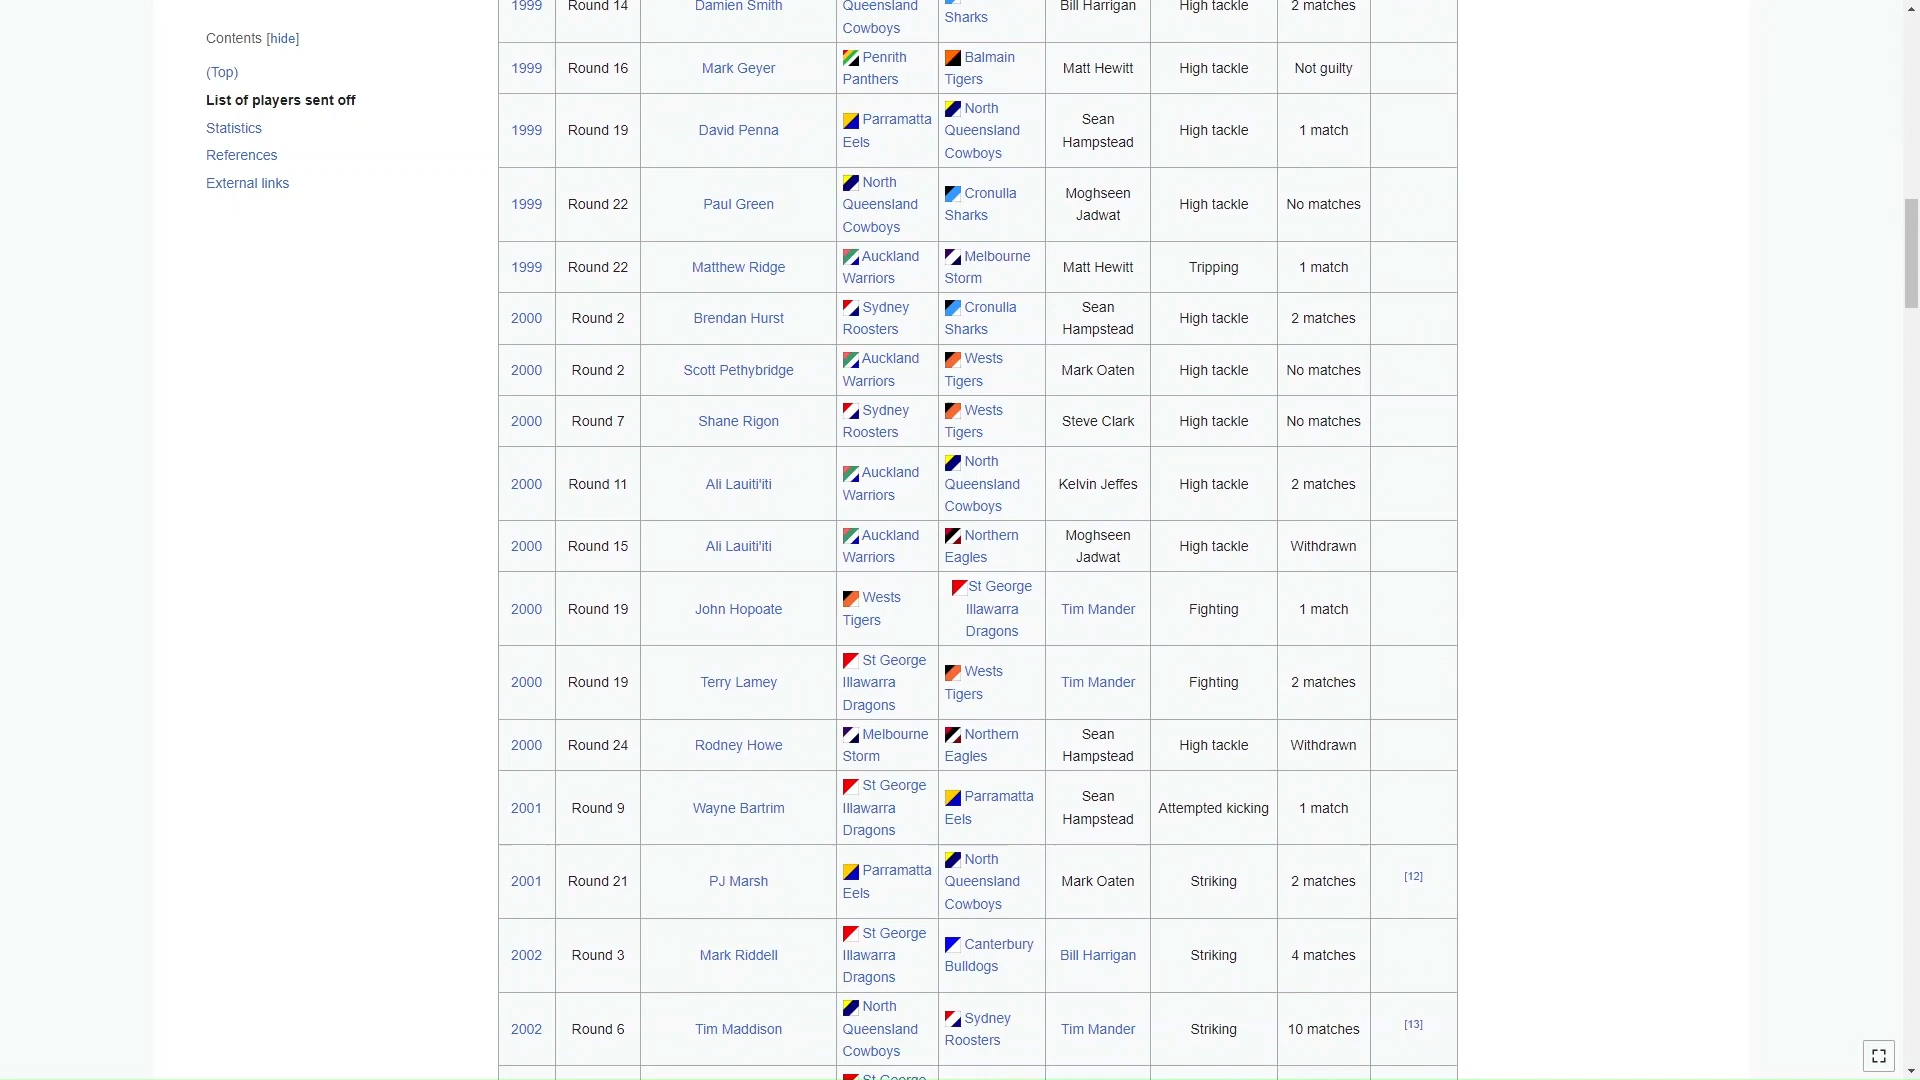 Contents [hide]
(Top)
List of players sent off
Statistics
References
External links
1999 Round 14 Damien Smith Queensland Cowboys Sharks Bill Harrigan High tackle 2 matches
1999 Round 16 Mark Geyer Penrith Panthers Balmain Tigers Matt Hewitt High tackle Not guilty
1999 Round 19 David Penna Parramatta Eels North Queensland Cowboys Sean Hampstead High tackle 1 match
1999 Round 22 Paul Green North Queensland Cowboys Cronulla Sharks Moghseen Jadwat High tackle No matches
1999 Round 22 Matthew Ridge Auckland Warriors Melbourne Storm Matt Hewitt Tripping 1 match
2000 Round 2 Brendan Hurst Sydney Roosters Cronulla Sharks Sean Hampstead High tackle 2 matches
2000 Round 2 Scott Pethybridge Auckland Warriors Wests Tigers Mark Oaten High tackle No matches
2000 Round 7 Shane Rigon Sydney Roosters Wests Tigers Steve Clark High tackle No matches
2000 Round 11 Ali Lauiti'iti Auckland Warriors North Queensland Cowboys Kelvin Jeffes High tackle 2 matches
2000 Round 15 Ali Lauiti'iti Auckland Warriors Northern Eagles Moghseen Jadwat High tackle Withdrawn
2000 Round 19 John Hopoate Wests Tigers St George Illawarra Dragons Tim Mander Fighting 1 match
2000 Round 19 Terry Lamey St George Illawarra Dragons Wests Tigers Tim Mander Fighting 2 matches
2000 Round 24 Rodney Howe Melbourne Storm Northern Eagles Sean Hampstead High tackle Withdrawn
2001 Round 9 Wayne Bartrim St George Illawarra Dragons Parramatta Eels Sean Hampstead Attempted kicking 1 match
2001 Round 21 PJ Marsh Parramatta Eels North Queensland Cowboys Mark Oaten Striking 2 matches [12]
2002 Round 3 Mark Riddell St George Illawarra Dragons Canterbury Bulldogs Bill Harrigan Striking 4 matches
2002 Round 6 Tim Maddison North Queensland Cowboys Sydney Roosters Tim Mander Striking 10 matches [13]
St George